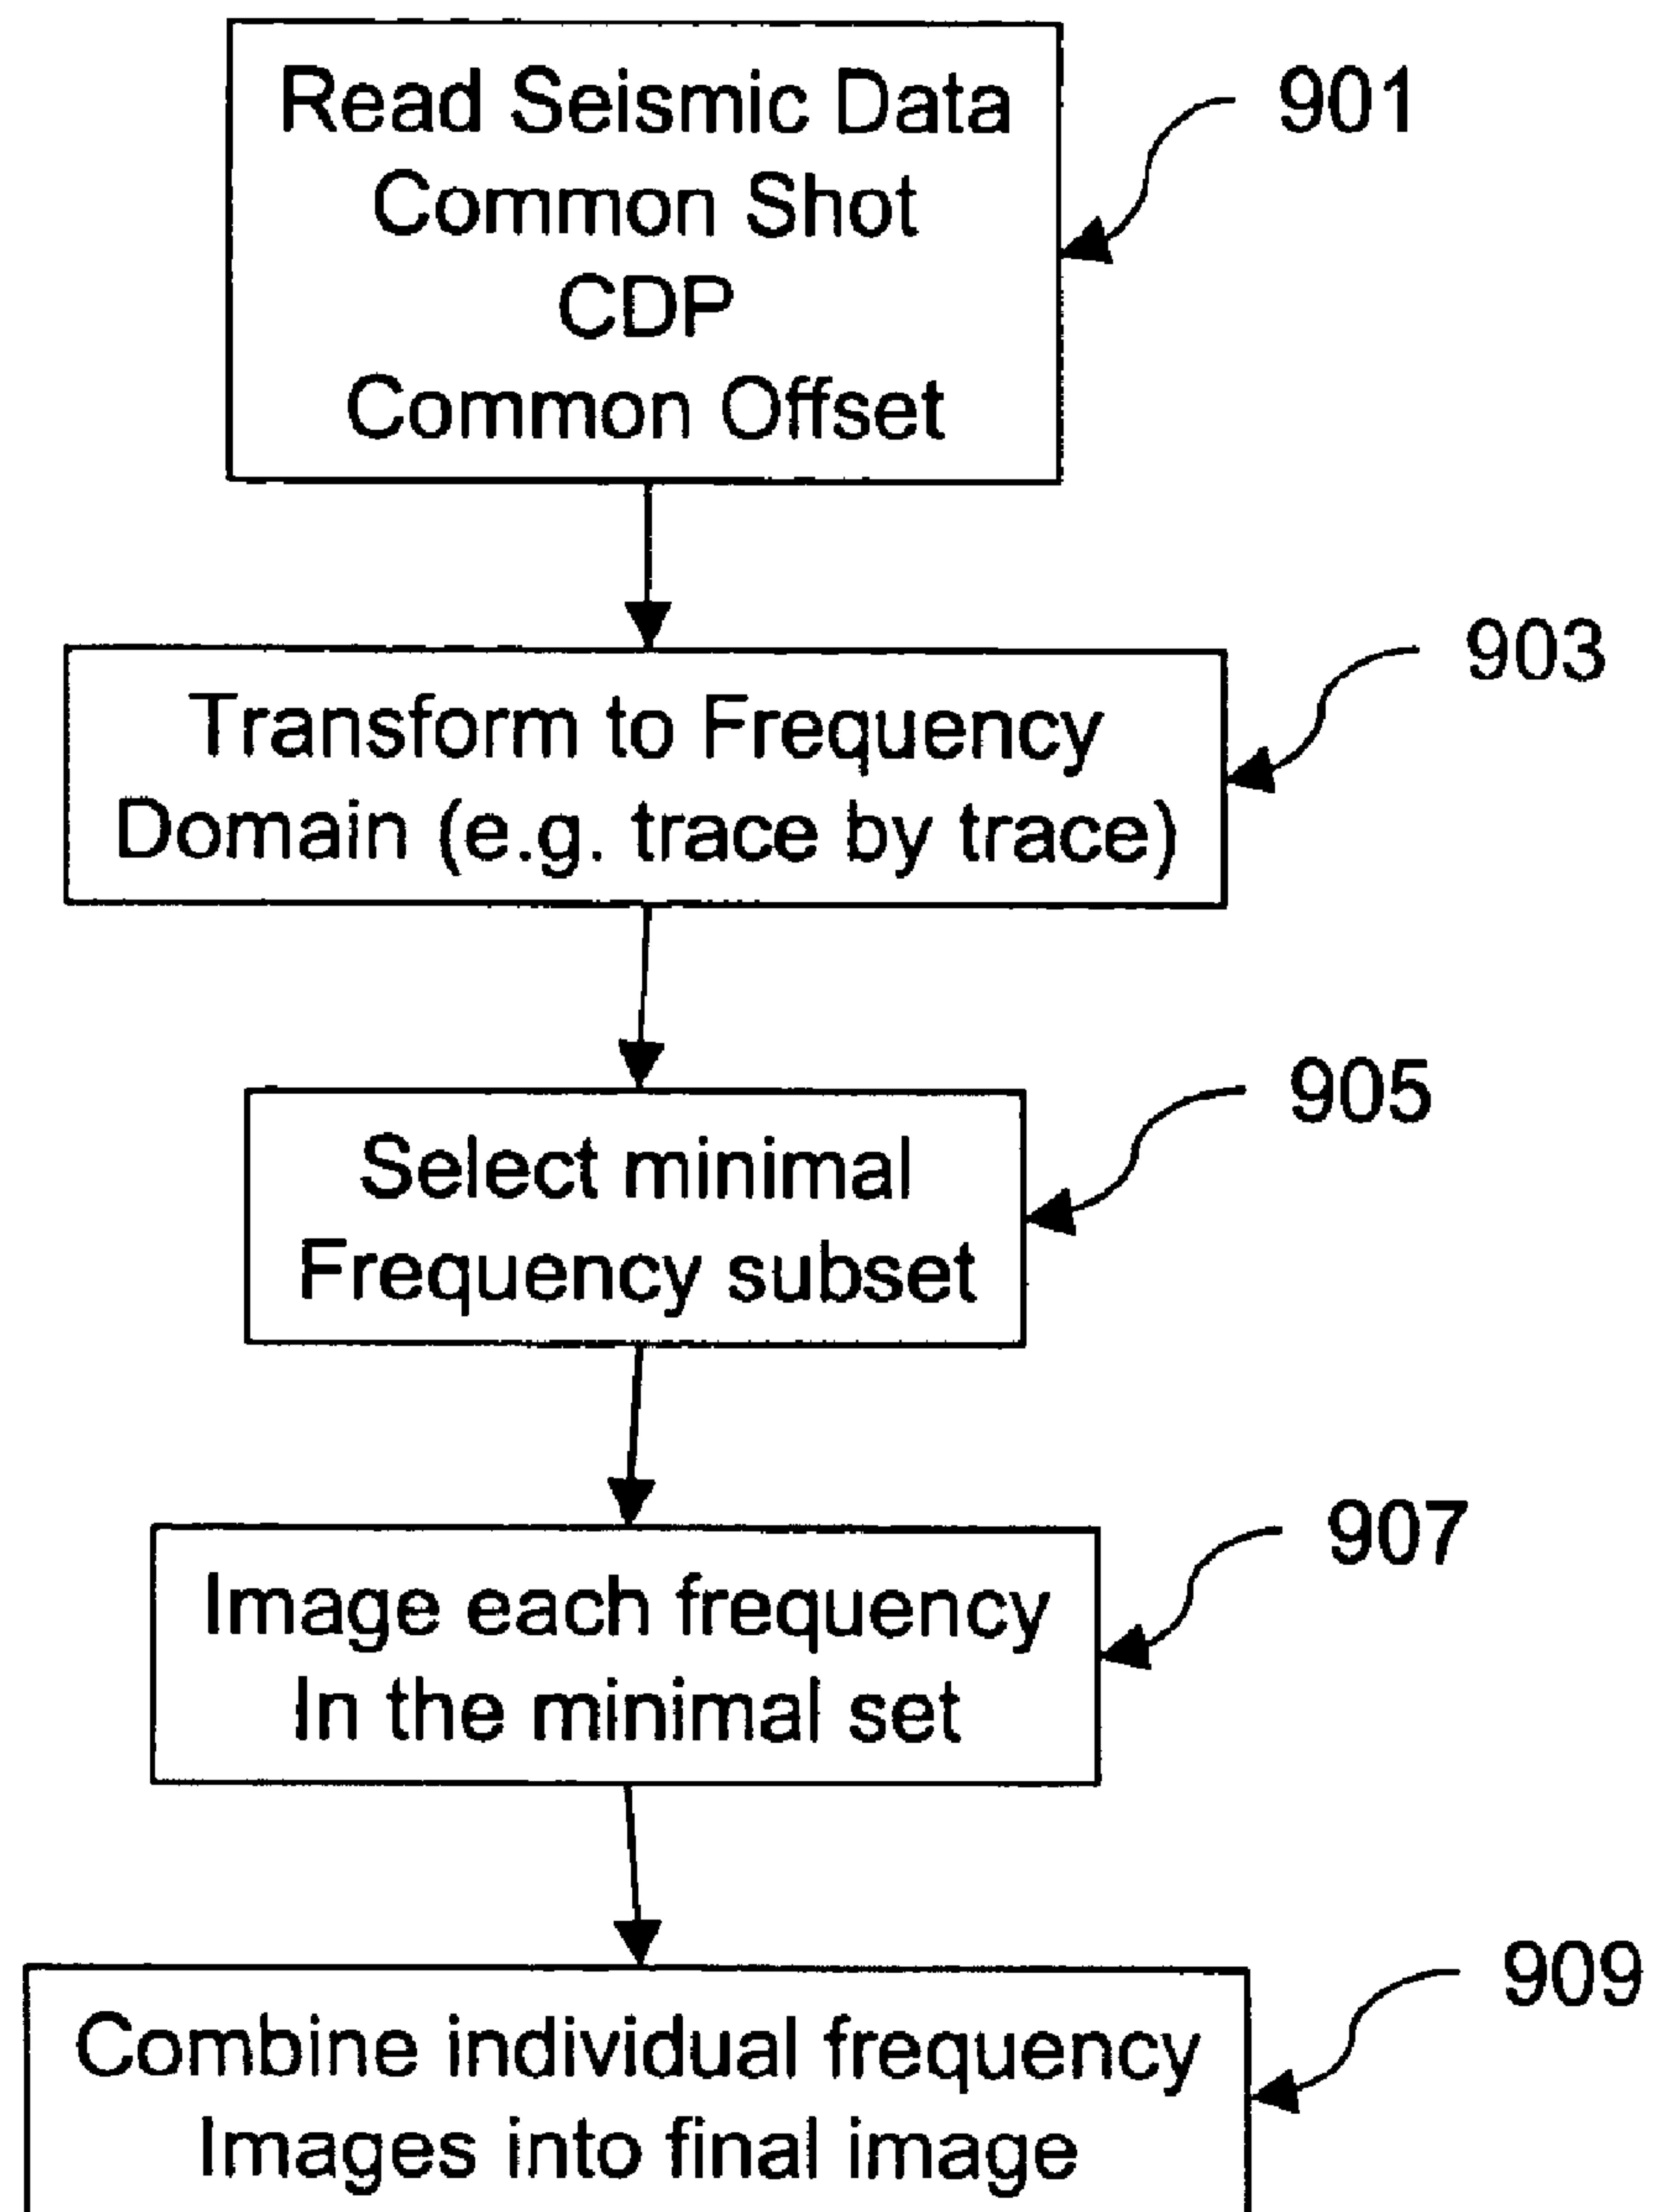 Read Seismic Data
Common Shot
CDP
Common Offset
901
Transform to Frequency
Domain (e.g. trace by trace)
903
Select minimal
Frequency subset
905
Image each frequency
In the minimal set
907
Combine individual frequency
Images into final image
909